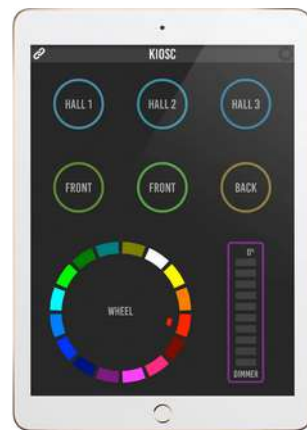 KIOSC
HALL 1 HALL 2 HALL 3
FRONT FRONT BACK
WHEEL
0%
DIMMER